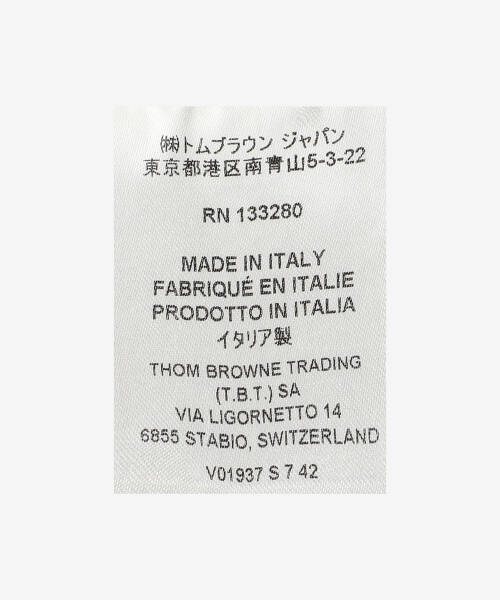 ㈱トムブラウン ジャパン
東京都港区南青山5-3-22
RN 133280
MADE IN ITALY
FABRIQUÉ EN ITALIE
PRODOTTO IN ITALIA
イタリア製
THOM BROWNE TRADING
(T.B.T.) SA
VIA LIGORNETTO 14
6855 STABIO, SWITZERLAND
V01937 S 7 42